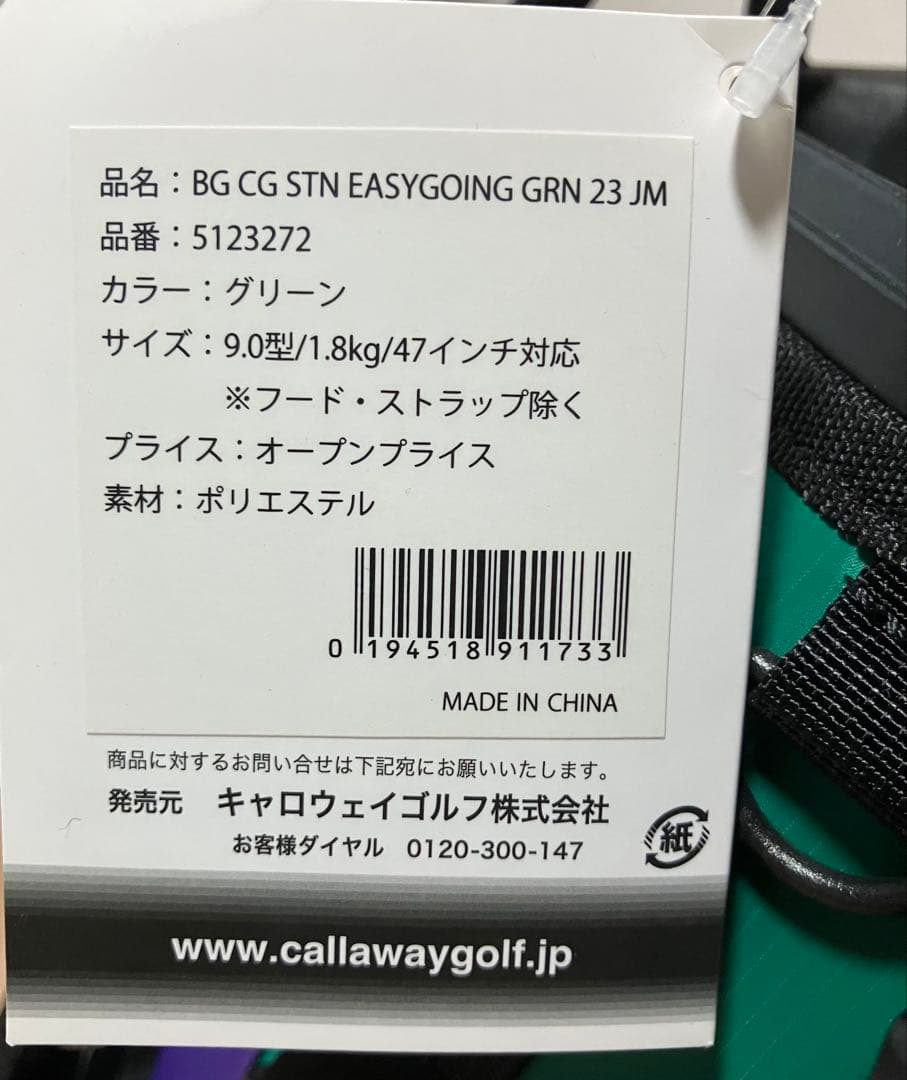 品名：BG CG STN EASYGOING GRN 23 JM
品番：5123272
カラー：グリーン
サイズ：9.0型/1.8kg/47インチ対応
※フード・ストラップ除く
プライス：オープンプライス
素材：ポリエステル
0 194518 911733
MADE IN CHINA
商品に対するお問い合せは下記宛にお願いいたします。
発売元 キャロウェイゴルフ株式会社
お客様ダイヤル 0120-300-147
紙
www.callawaygolf.jp